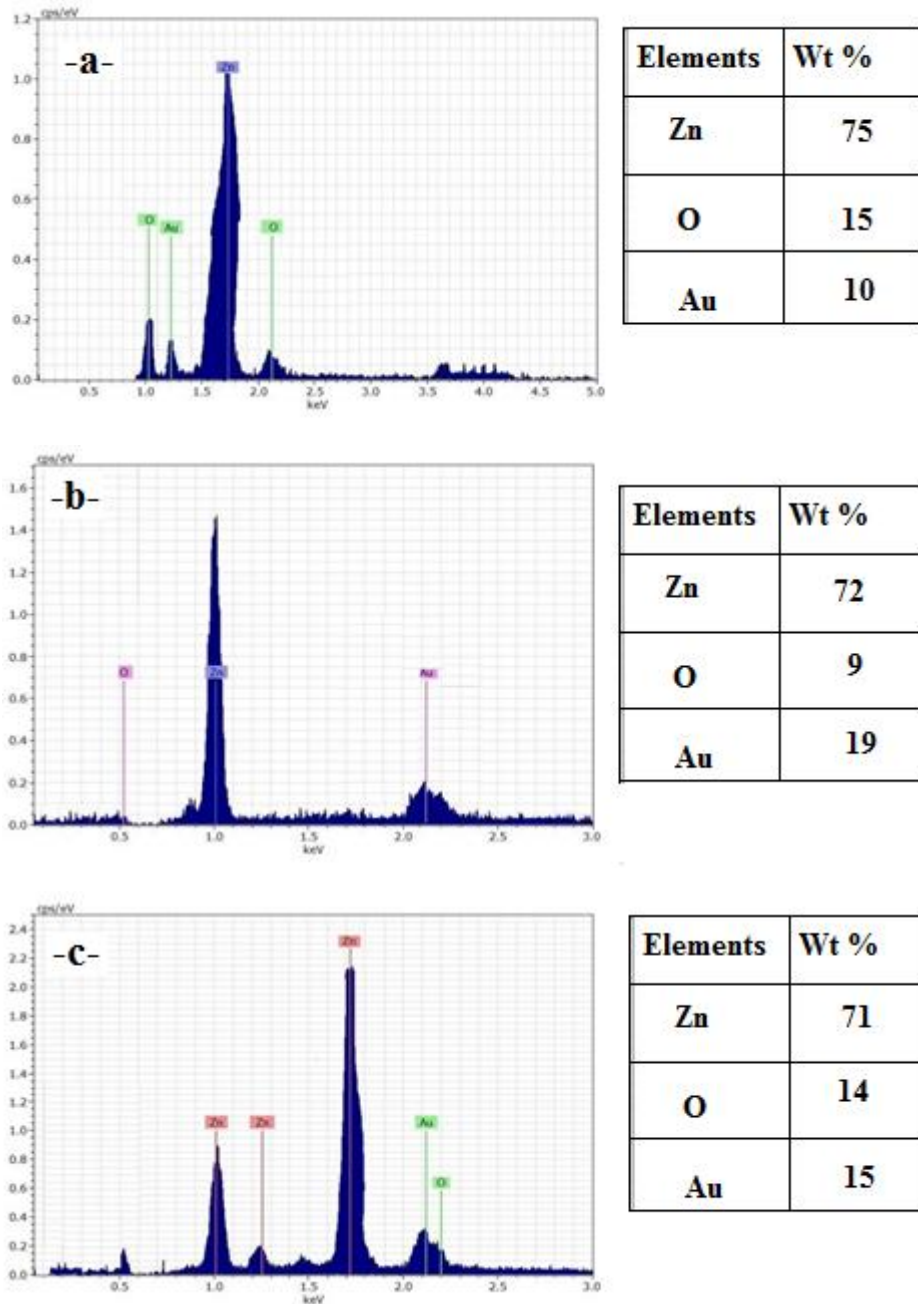 cps/eV
1.2
1.0
0.8
0.6
0.4
0.2
0.0
-a-
Zn
O
Au
O
0.5 1.0 1.5 2.0 2.5 3.0 3.5 4.0 4.5 5.0
keV
Elements Wt %
Zn 75
O 15
Au 10
cps/eV
1.6
1.4
1.2
1.0
0.8
0.6
0.4
0.2
0.0
-b-
O
Zn
Au
0.5 1.0 1.5 2.0 3.0
keV
Elements Wt %
Zn 72
O 9
Au 19
cps/eV
2.4
2.2
2.0
1.8
1.6
1.4
1.2
1.0
0.8
0.6
0.4
0.2
0.0
-c-
Zn
Zn
Zn
Au
O
0.5 1.0 1.5 2.0 3.0
keV
Elements Wt %
Zn 71
O 14
Au 15